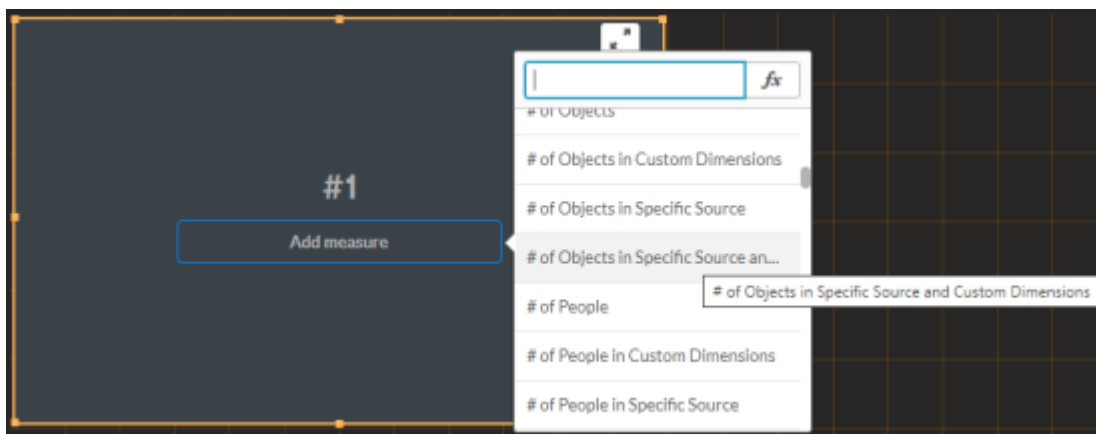 fx
# of Objects
# of Objects in Custom Dimensions
#1
# of Objects in Specific Source
Add measure
# of Objects in Specific Source an...
# of Objects in Specific Source and Custom Dimensions
# of People
# of People in Custom Dimensions
# of People in Specific Source